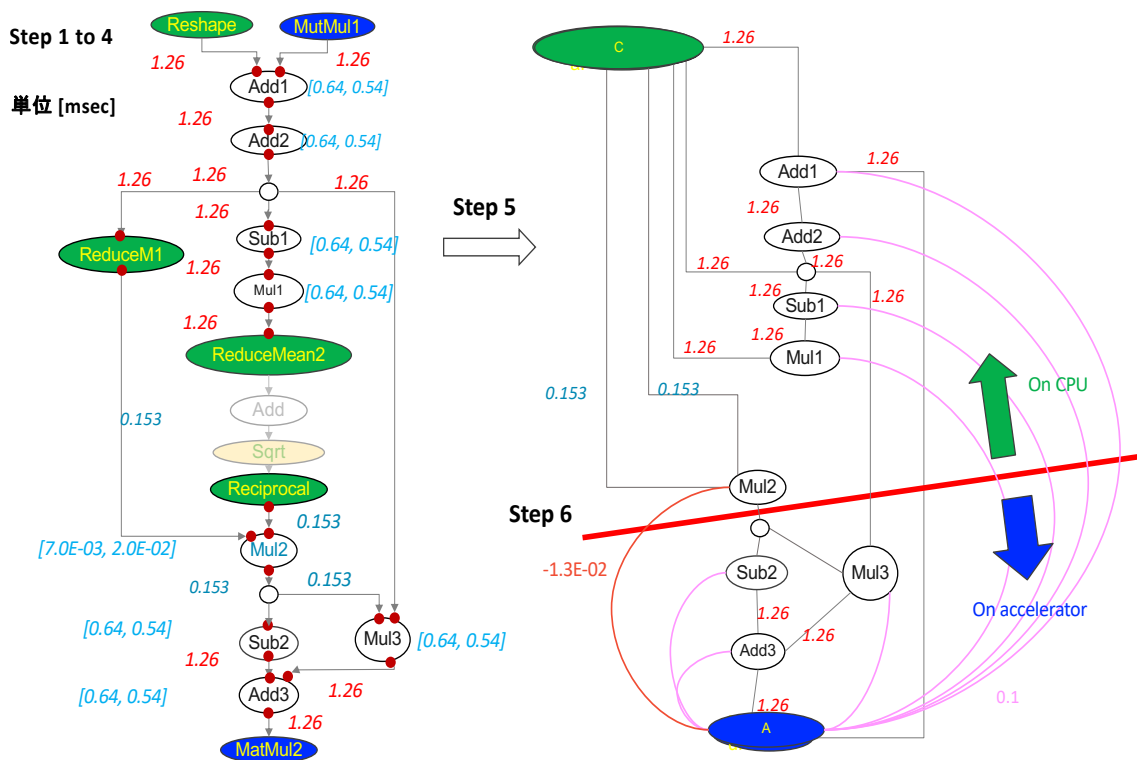 Step 1 to 4
単位 [msec]
Reshape
MutMul1
1.26
1.26
Add1
[0.64, 0.54]
1.26
Add2
[0.64, 0.54]
1.26
1.26
1.26
1.26
ReduceM1
Sub1
[0.64, 0.54]
1.26
Mul1
[0.64, 0.54]
1.26
ReduceMean2
0.153
Add
Sqrt
Reciprocal
0.153
[7.0E-03, 2.0E-02]
Mul2
0.153
0.153
[0.64, 0.54]
Sub2
Mul3
[0.64, 0.54]
1.26
[0.64, 0.54]
Add3
1.26
1.26
MatMul2
Step 5
C
1.26
Add1
1.26
1.26
Add2
1.26
1.26
1.26
Sub1
1.26
1.26
1.26
Mul1
0.153
0.153
On CPU
Mul2
Step 6
-1.3E-02
Sub2
Mul3
On accelerator
1.26
1.26
Add3
0.1
1.26
A